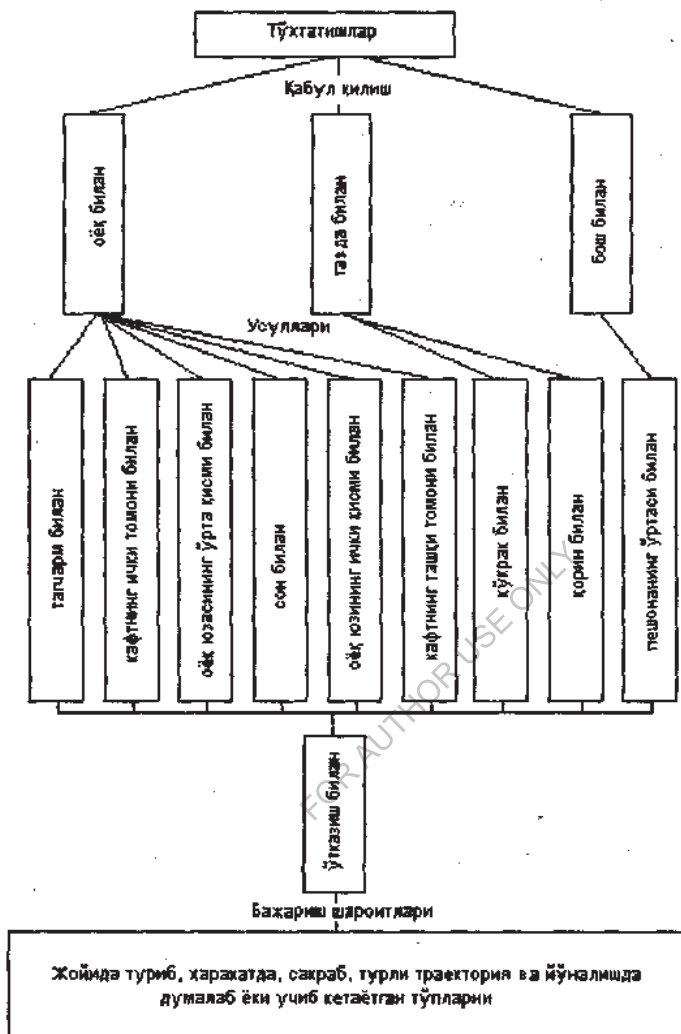 Тўхтатишлар
Қабул килиш
оёқ билан
гавда билан
бош билан
Усуллари
тагчарм билан
кафтнинг ички томони билан
оёқ юзасининг ўрта қисми билан
сон билан
оёқ юзининг ички қисми билан
кафтнинг ташқи томони билан
кўкрак билан
қорин билан
пешонанинг ўртаси билан
ўтказиш билан
Бажариш шароитлари
Жойида туриб, харакатда, сакраб, турли траектория ва йўналишда
думалаб ёки учиб кетаётган тўпларни
FOR AUTHOR USE ONLY